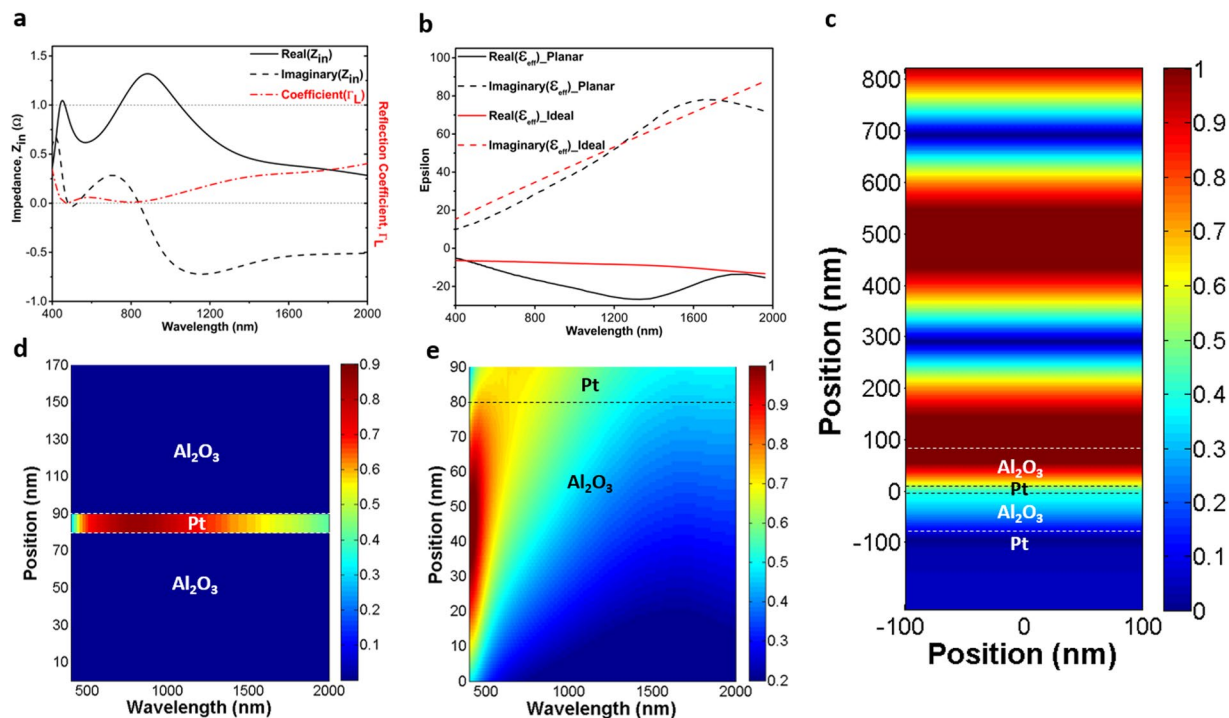 a
1.5
1.0
0.5
0.0
-0.5
-1.0
400
800
1200
1600
2000
Impedance, Zin (Ω)
Wavelength (nm)
Reflection Coefficient, ΓL
Real(Zin)
Imaginary(Zin)
Coefficient(ΓL)
b
100
80
60
40
20
0
-20
400
800
1200
1600
2000
Epsilon
Wavelength (nm)
Real(Ɛeff)_Planar
Imaginary(Ɛeff)_Planar
Real(Ɛeff)_Ideal
Imaginary(Ɛeff)_Ideal
c
800
700
600
500
400
300
200
100
0
-100
-100
0
100
Position (nm)
Position (nm)
Al2O3
Pt
Al2O3
Pt
1
0.9
0.8
0.7
0.6
0.5
0.4
0.3
0.2
0.1
0
d
170
150
130
110
90
70
50
30
10
500
1000
1500
2000
Position (nm)
Wavelength (nm)
Al2O3
Pt
Al2O3
0.9
0.8
0.7
0.6
0.5
0.4
0.3
0.2
0.1
e
90
80
70
60
50
40
30
20
10
0
500
1000
1500
2000
Position (nm)
Wavelength (nm)
Pt
Al2O3
1
0.9
0.8
0.7
0.6
0.5
0.4
0.3
0.2